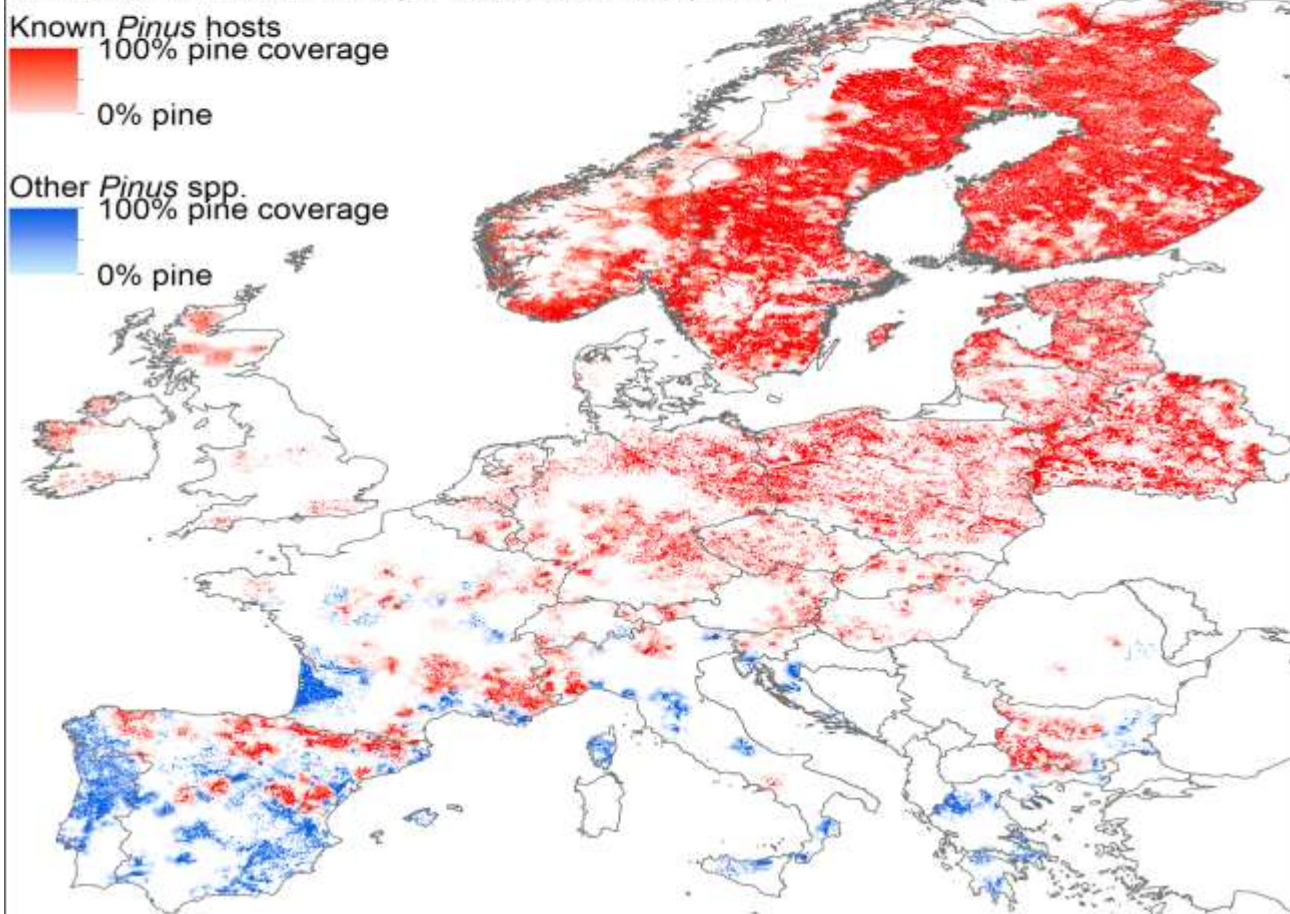 Known Pinus hosts
100% pine coverage
0% pine
Other Pinus spp.
100% pine coverage
0% pine